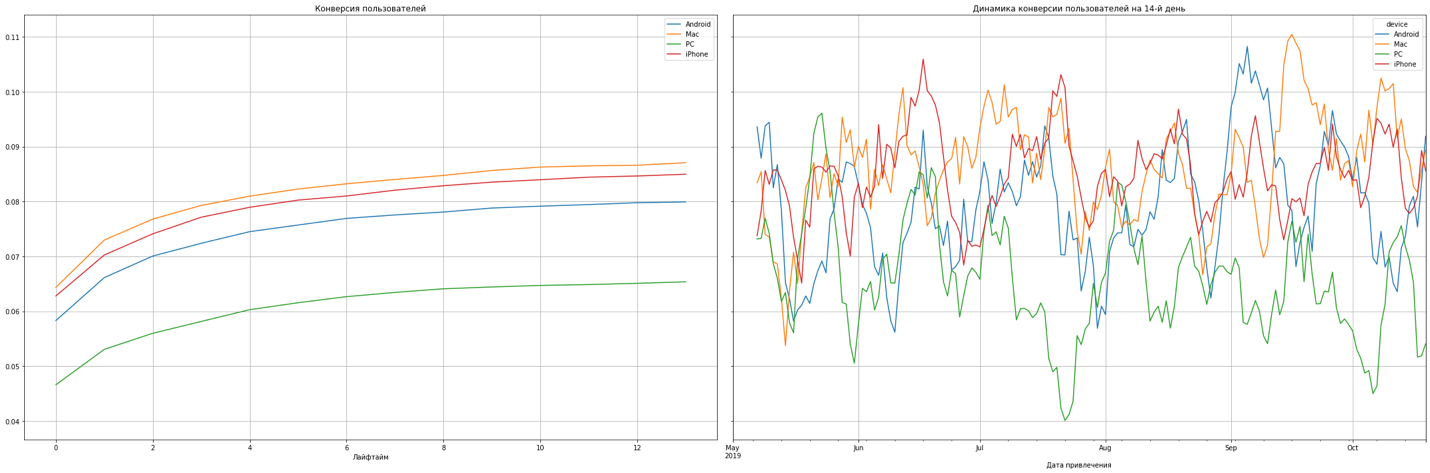 Конверсия пользователей
Android
Mac
PC
iPhone
0.11
0.10
0.09
0.08
0.07
0.06
0.05
0.04
0
2
4
6
8
10
12
Лайфтайм
Динамика конверсии пользователей на 14-й день
device
Android
Mac
PC
iPhone
May
2019
Jun
Jul
Aug
Sep
Oct
Дата привлечения